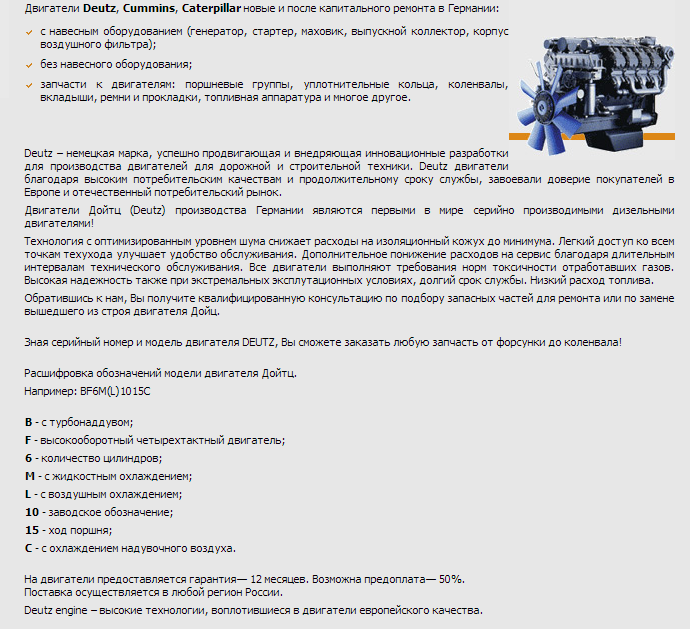 Двигатели Deutz, Cummins, Caterpillar новые и после капитального ремонта в Германии:
с навесным оборудованием (генератор, стартер, маховик, выпускной коллектор, корпус
воздушного фильтра);
без навесного оборудования;
запчасти к двигателям: поршневые группы, уплотнительные кольца, коленвалы,
вкладыши, ремни и прокладки, топливная аппаратура и многое другое.
Deutz – немецкая марка, успешно продвигающая и внедряющая инновационные разработки
для производства двигателей для дорожной и строительной техники. Deutz двигатели
благодаря высоким потребительским качествам и продолжительному сроку службы, завоевали доверие покупателей в
Европе и отечественный потребительский рынок.
Двигатели Дойтц (Deutz) производства Германии являются первыми в мире серийно производимыми дизельными
двигателями!
Технология с оптимизированным уровнем шума снижает расходы на изоляционный кожух до минимума. Легкий доступ ко всем
точкам техухода улучшает удобство обслуживания. Дополнительное понижение расходов на сервис благодаря длительным
интервалам технического обслуживания. Все двигатели выполняют требования норм токсичности отработавших газов.
Высокая надежность также при экстремальных эксплутационных условиях, долгий срок службы. Низкий расход топлива.
Обратившись к нам, Вы получите квалифицированную консультацию по подбору запасных частей для ремонта или по замене
вышедшего из строя двигателя Дойц.
Зная серийный номер и модель двигателя DEUTZ, Вы сможете заказать любую запчасть от форсунки до коленвала!
Расшифровка обозначений модели двигателя Дойтц.
Например: BF6M(L)1015C
B - с турбонаддувом;
F - высокооборотный четырехтактный двигатель;
6 - количество цилиндров;
M - с жидкостным охлаждением;
L - с воздушным охлаждением;
10 - заводское обозначение;
15 - ход поршня;
C - с охлаждением надувочного воздуха.
На двигатели предоставляется гарантия— 12 месяцев. Возможна предоплата— 50%.
Поставка осуществляется в любой регион России.
Deutz engine – высокие технологии, воплотившиеся в двигатели европейского качества.